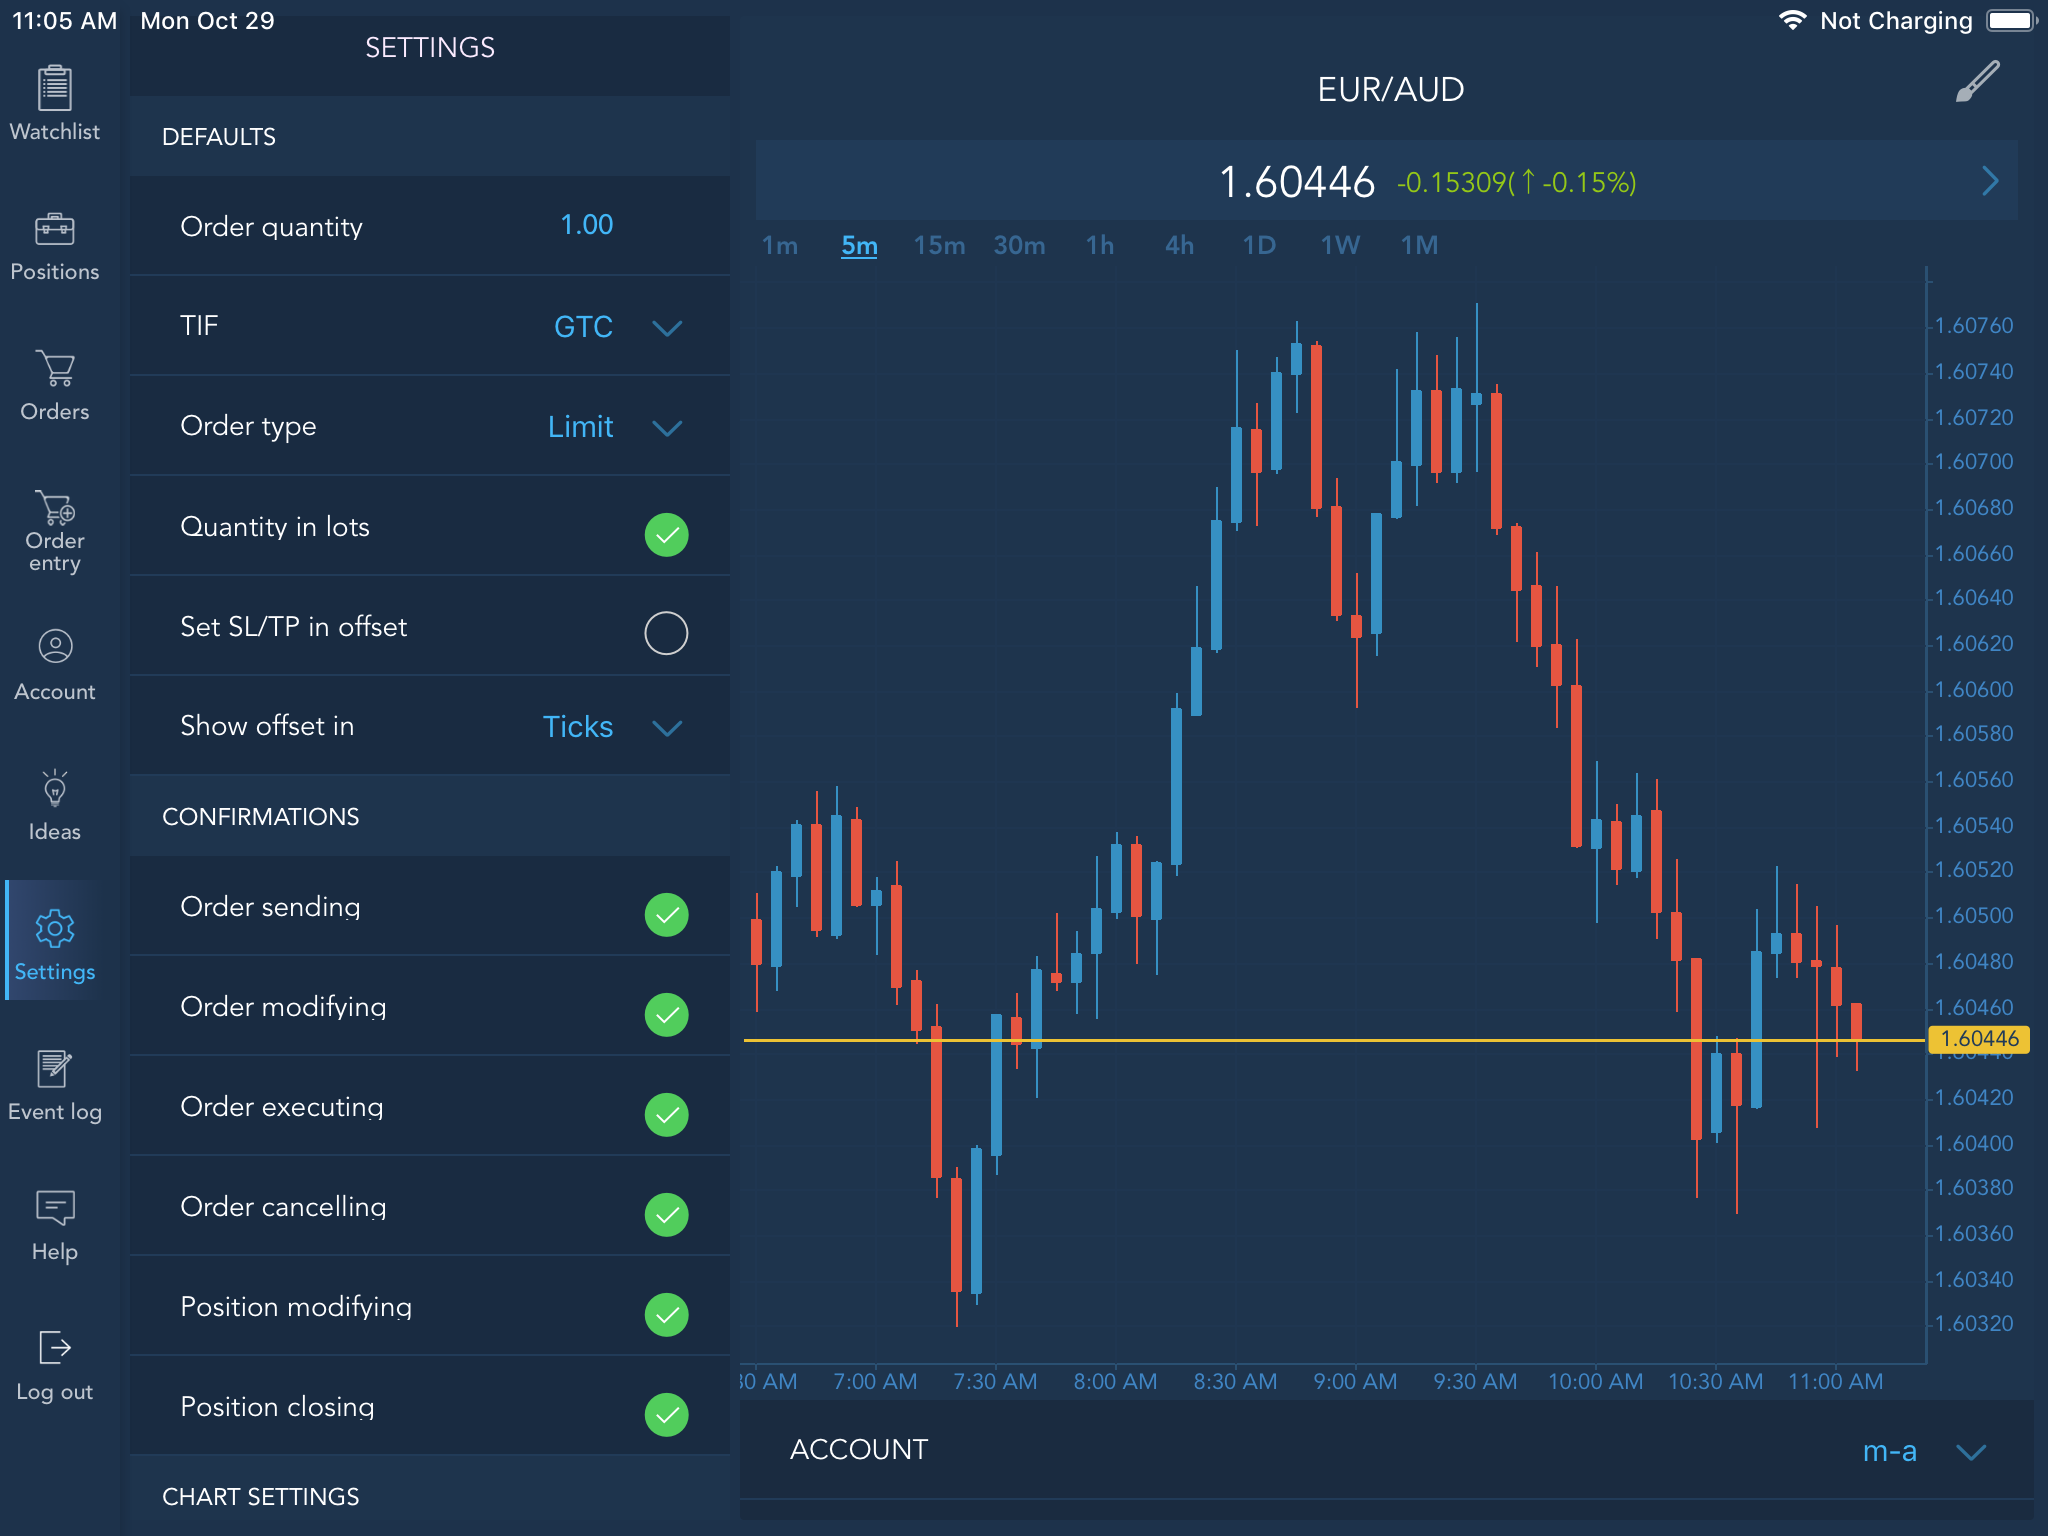 11:05 AM Mon Oct 29
Not Charging
Watchlist
Positions
Orders
Order
entry
Account
Ideas
Settings
Event log
Help
Log out
SETTINGS
DEFAULTS
Order quantity 1.00
TIF GTC
Order type Limit
Quantity in lots
Set SL/TP in offset
Show offset in Ticks
CONFIRMATIONS
Order sending
Order modifying
Order executing
Order cancelling
Position modifying
Position closing
CHART SETTINGS
EUR/AUD
1.60446 -0.15309(↑-0.15%)
1m 5m 15m 30m 1h 4h 1D 1W 1M
1.60760
1.60740
1.60720
1.60700
1.60680
1.60660
1.60640
1.60620
1.60600
1.60580
1.60560
1.60540
1.60520
1.60500
1.60480
1.60460
1.60446
1.60420
1.60400
1.60380
1.60360
1.60340
1.60320
30 AM 7:00 AM 7:30 AM 8:00 AM 8:30 AM 9:00 AM 9:30 AM 10:00 AM 10:30 AM 11:00 AM
ACCOUNT m-a